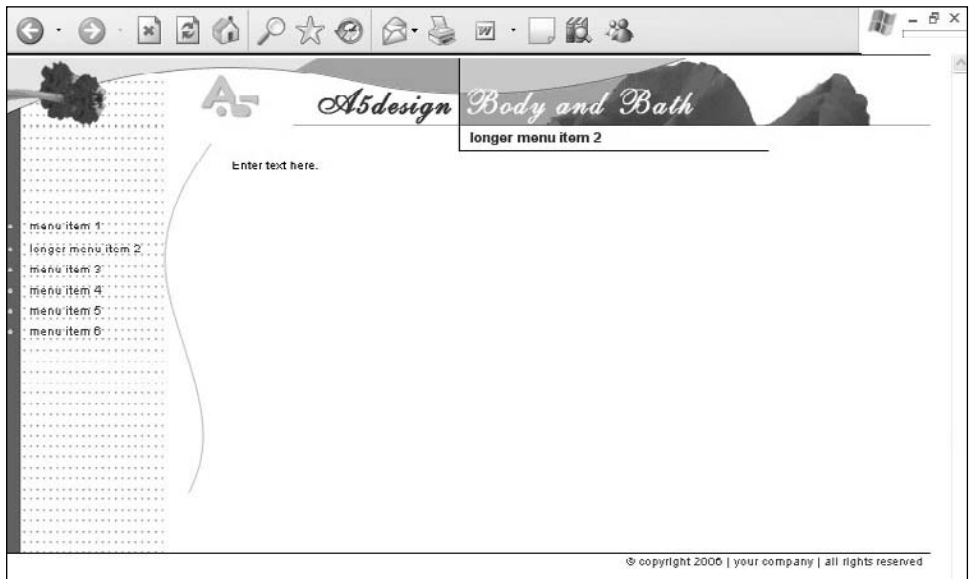 A5
A5design Body and Bath
longer menu item 2
Enter text here.
menu item 1
longer menu item 2
menu item 3
menu item 4
menu item 5
menu item 6
© copyright 2006 | your company | all rights reserved